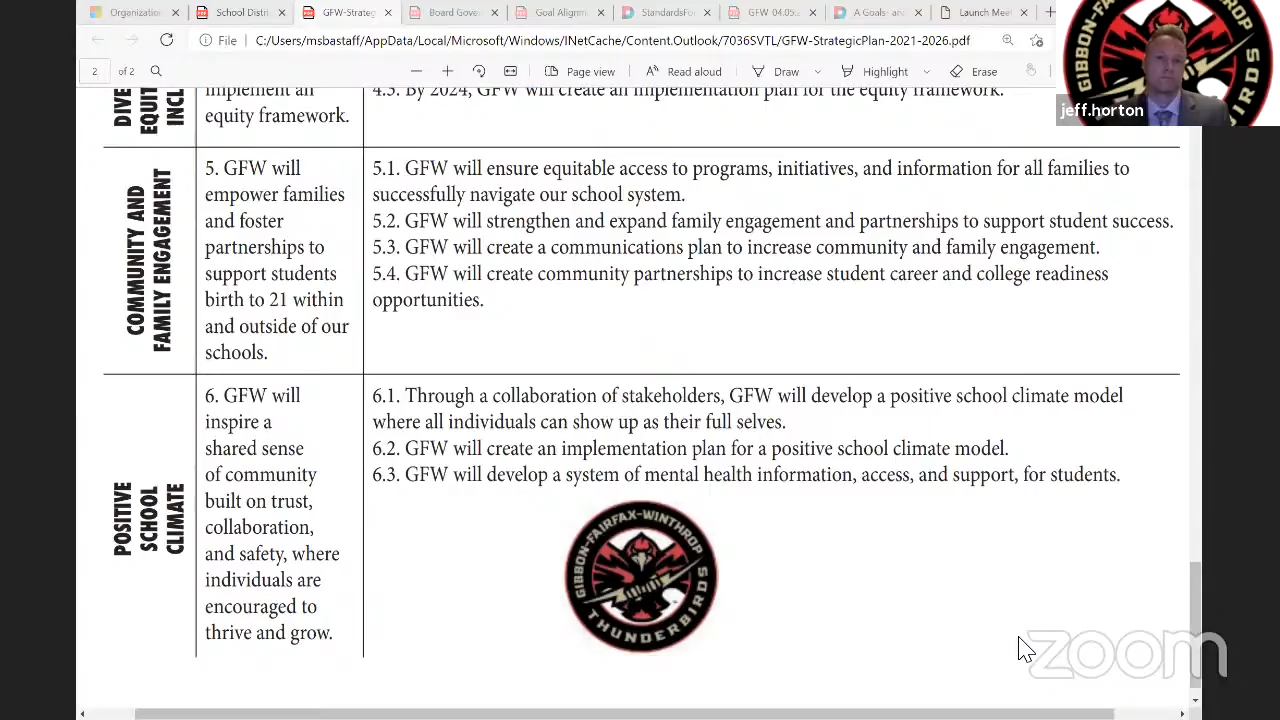 Organization
School Distri
GFW-Strateg
Board Gover
Goal Alignm
StandardsFo
GFW 04.
A Goals- an
Launch Meet
File C:/Users/msbastaff/AppData/Local/Microsoft/Windows/INetCache/Content.Outlook/7036SVTL/GFW-StrategicPlan-2021-2026.pdf
2 of 2 Page view Read aloud Draw Highlight Erase
GIBBON-FAIRFAX-WINTHROP
jeff.horton
DIVE
EQUIT
INCL
implement an
equity framework.
4.3. By 2024, GFW will create an implementation plan for the equity framework.
COMMUNITY AND
FAMILY ENGAGEMENT
5. GFW will
empower families
and foster
partnerships to
support students
birth to 21 within
and outside of our
schools.
5.1. GFW will ensure equitable access to programs, initiatives, and information for all families to
successfully navigate our school system.
5.2. GFW will strengthen and expand family engagement and partnerships to support student success.
5.3. GFW will create a communications plan to increase community and family engagement.
5.4. GFW will create community partnerships to increase student career and college readiness
opportunities.
POSITIVE
SCHOOL
CLIMATE
6. GFW will
inspire a
shared sense
of community
built on trust,
collaboration,
and safety, where
individuals are
encouraged to
thrive and grow.
6.1. Through a collaboration of stakeholders, GFW will develop a positive school climate model
where all individuals can show up as their full selves.
6.2. GFW will create an implementation plan for a positive school climate model.
6.3. GFW will develop a system of mental health information, access, and support, for students.
GIBBON-FAIRFAX-WINTHROP
THUNDERBIRDS
zoom